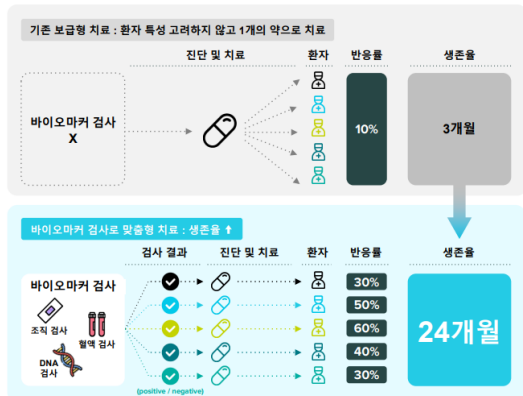 기존 보급형 치료 : 환자 특성 고려하지 않고 1개의 약으로 치료
진단 및 치료 환자 반응률 생존율
바이오마커 검사
X
10%
3개월
바이오마커 검사로 맞춤형 치료 : 생존율 ⬆
검사 결과 진단 및 치료 환자 반응률 생존율
바이오마커 검사
조직 검사
혈액 검사
DNA
검사
30%
50%
60%
40%
30%
24개월
(positive / negative)